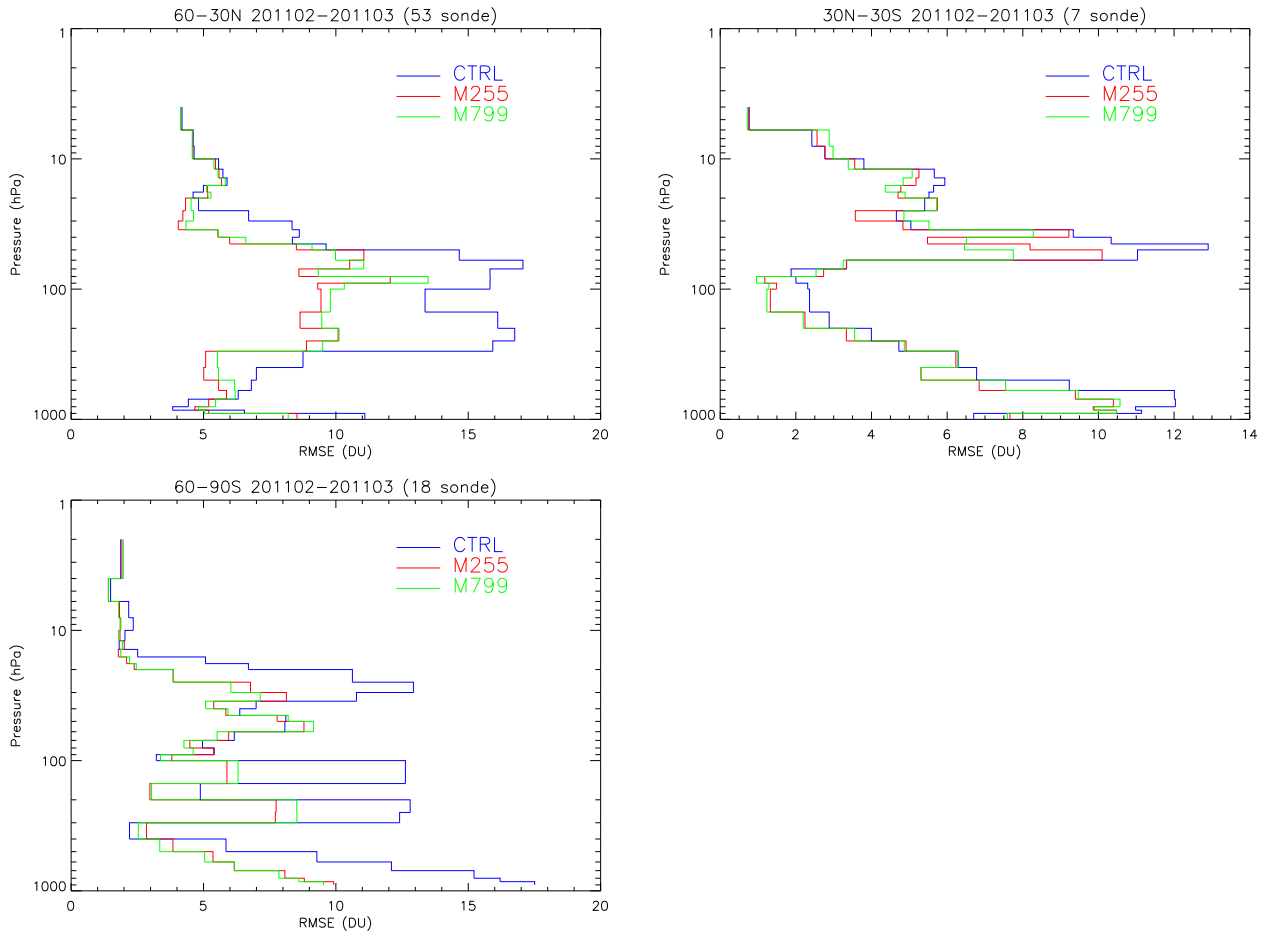 60-30N 201102-201103 (53 sonde)
1
10
100
1000
Pressure (hPa)
CTRL
M255
M799
0 5 10 15 20
RMSE (DU)
30N-30S 201102-201103 (7 sonde)
1
10
100
1000
Pressure (hPa)
CTRL
M255
M799
0 2 4 6 8 10 12 14
RMSE (DU)
60-90S 201102-201103 (18 sonde)
1
10
100
1000
Pressure (hPa)
CTRL
M255
M799
0 5 10 15 20
RMSE (DU)